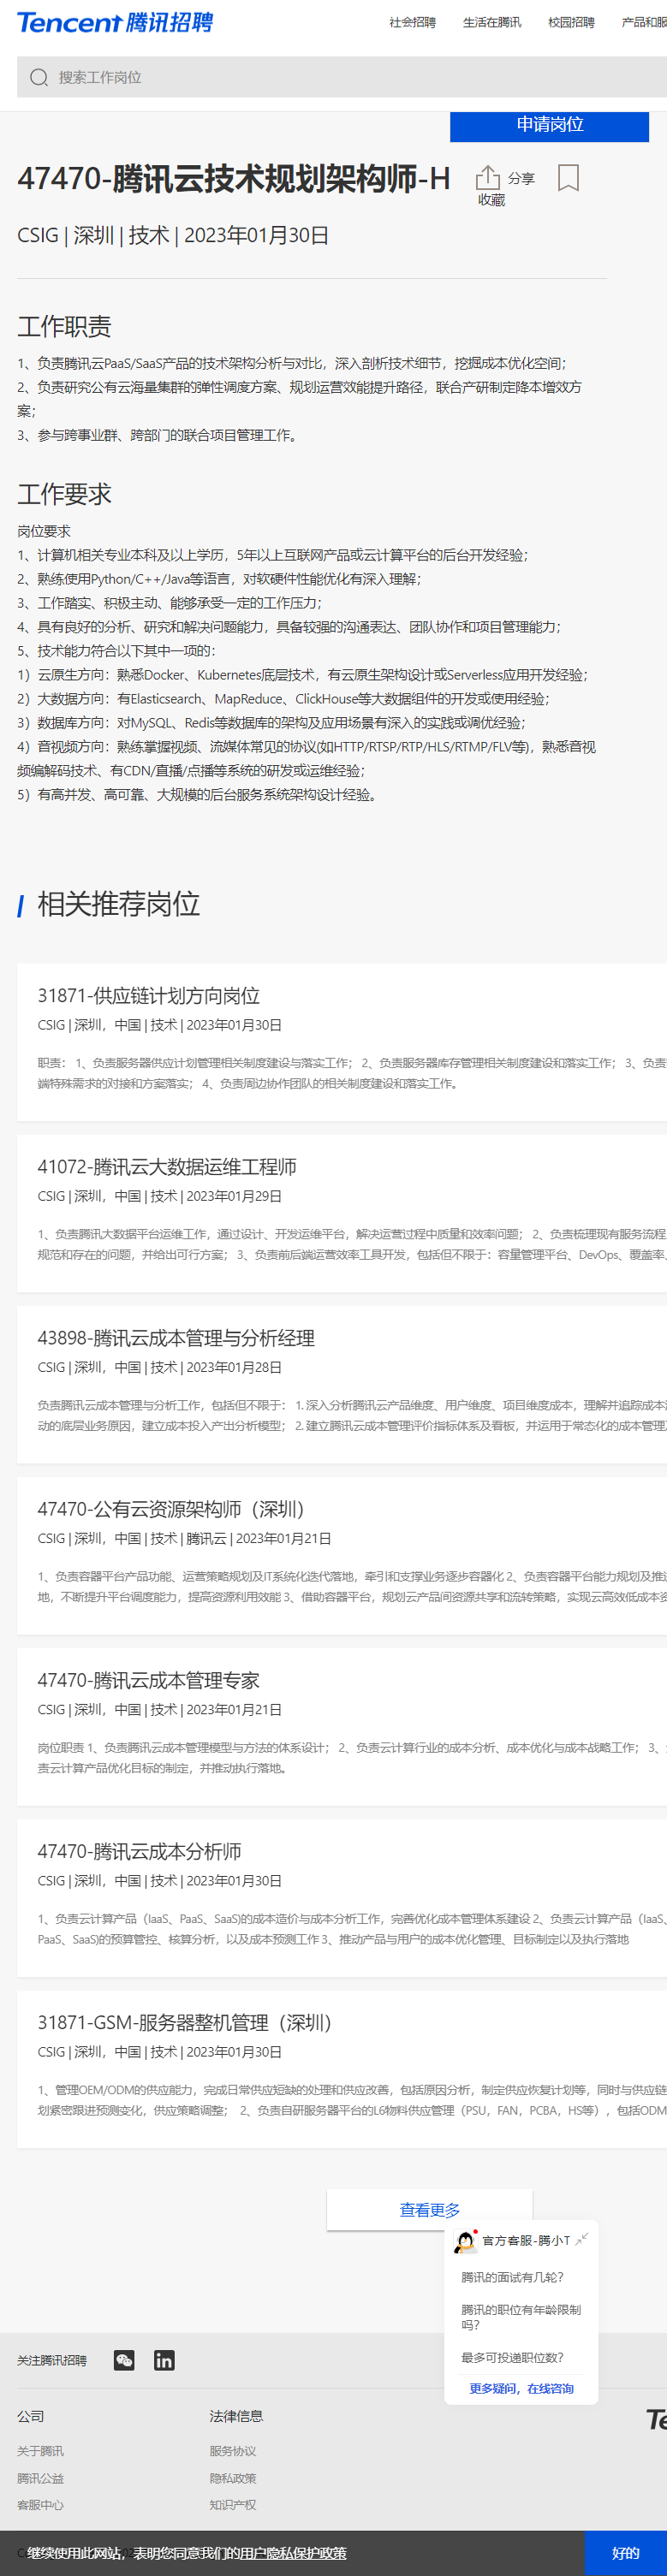 Tencent 腾讯招聘
社会招聘 生活在腾讯 校园招聘 产品和服
搜索工作岗位
申请岗位
47470-腾讯云技术规划架构师-H 分享
收藏
CSIG | 深圳 | 技术 | 2023年01月30日
工作职责
1、负责腾讯云PaaS/SaaS产品的技术架构分析与对比，深入剖析技术细节，挖掘成本优化空间；
2、负责研究公有云海量集群的弹性调度方案、规划运营效能提升路径，联合产研制定降本增效方
案；
3、参与跨事业群、跨部门的联合项目管理工作。
工作要求
岗位要求
1、计算机相关专业本科及以上学历，5年以上互联网产品或云计算平台的后台开发经验；
2、熟练使用Python/C++/Java等语言，对软硬件性能优化有深入理解；
3、工作踏实、积极主动、能够承受一定的工作压力；
4、具有良好的分析、研究和解决问题能力，具备较强的沟通表达、团队协作和项目管理能力；
5、技术能力符合以下其中一项的：
1）云原生方向：熟悉Docker、Kubernetes底层技术，有云原生架构设计或Serverless应用开发经验；
2）大数据方向：有Elasticsearch、MapReduce、ClickHouse等大数据组件的开发或使用经验；
3）数据库方向：对MySQL、Redis等数据库的架构及应用场景有深入的实践或调优经验；
4）音视频方向：熟练掌握视频、流媒体常见的协议(如HTTP/RTSP/RTP/HLS/RTMP/FLV等)，熟悉音视
频编解码技术、有CDN/直播/点播等系统的研发或运维经验；
5）有高并发、高可靠、大规模的后台服务系统架构设计经验。
相关推荐岗位
31871-供应链计划方向岗位
CSIG | 深圳，中国 | 技术 | 2023年01月30日
职责： 1、负责服务器供应计划管理相关制度建设与落实工作； 2、负责服务器库存管理相关制度建设和落实工作； 3、负责
端特殊需求的对接和方案落实； 4、负责周边协作团队的相关制度建设和落实工作。
41072-腾讯云大数据运维工程师
CSIG | 深圳，中国 | 技术 | 2023年01月29日
1、负责腾讯大数据平台运维工作，通过设计、开发运维平台，解决运营过程中质量和效率问题； 2、负责梳理现有服务流程
规范和存在的问题，并给出可行方案； 3、负责前后端运营效率工具开发，包括但不限于：容量管理平台、DevOps、覆盖率、
43898-腾讯云成本管理与分析经理
CSIG | 深圳，中国 | 技术 | 2023年01月28日
负责腾讯云成本管理与分析工作，包括但不限于： 1. 深入分析腾讯云产品维度、用户维度、项目维度成本，理解并追踪成本
动的底层业务原因，建立成本投入产出分析模型； 2. 建立腾讯云成本管理评价指标体系及看板，并运用于常态化的成本管理
47470-公有云资源架构师（深圳）
CSIG | 深圳，中国 | 技术 | 腾讯云 | 2023年01月21日
1、负责容器平台产品功能、运营策略规划及IT系统化迭代落地，牵引和支撑业务逐步容器化 2、负责容器平台能力规划及推
地，不断提升平台调度能力，提高资源利用效能 3、借助容器平台，规划云产品间资源共享和流转策略，实现云高效低成本
47470-腾讯云成本管理专家
CSIG | 深圳，中国 | 技术 | 2023年01月21日
岗位职责 1、负责腾讯云成本管理模型与方法的体系设计； 2、负责云计算行业的成本分析、成本优化与成本战略工作； 3、
责云计算产品优化目标的制定，并推动执行落地。
47470-腾讯云成本分析师
CSIG | 深圳，中国 | 技术 | 2023年01月30日
1、负责云计算产品（IaaS、PaaS、SaaS)的成本造价与成本分析工作，完善优化成本管理体系建设 2、负责云计算产品（IaaS、
PaaS、SaaS)的预算管控、核算分析，以及成本预测工作 3、推动产品与用户的成本优化管理、目标制定以及执行落地
31871-GSM-服务器整机管理（深圳）
CSIG | 深圳，中国 | 技术 | 2023年01月30日
1、管理OEM/ODM的供应能力，完成日常供应短缺的处理和供应改善，包括原因分析，制定供应恢复计划等，同时与供应链
划紧密跟进预测变化，供应策略调整； 2、负责自研服务器平台的L6物料供应管理（PSU，FAN，PCBA，HS等），包括ODM
查看更多
官方客服-腾小T
腾讯的面试有几轮?
腾讯的职位有年龄限制
吗?
最多可投递职位数?
更多疑问，在线咨询
关注腾讯招聘
公司 法律信息 Te
关于腾讯 服务协议
腾讯公益 隐私政策
客服中心 知识产权
继续使用此网站，表明您同意我们的用户隐私保护政策 好的